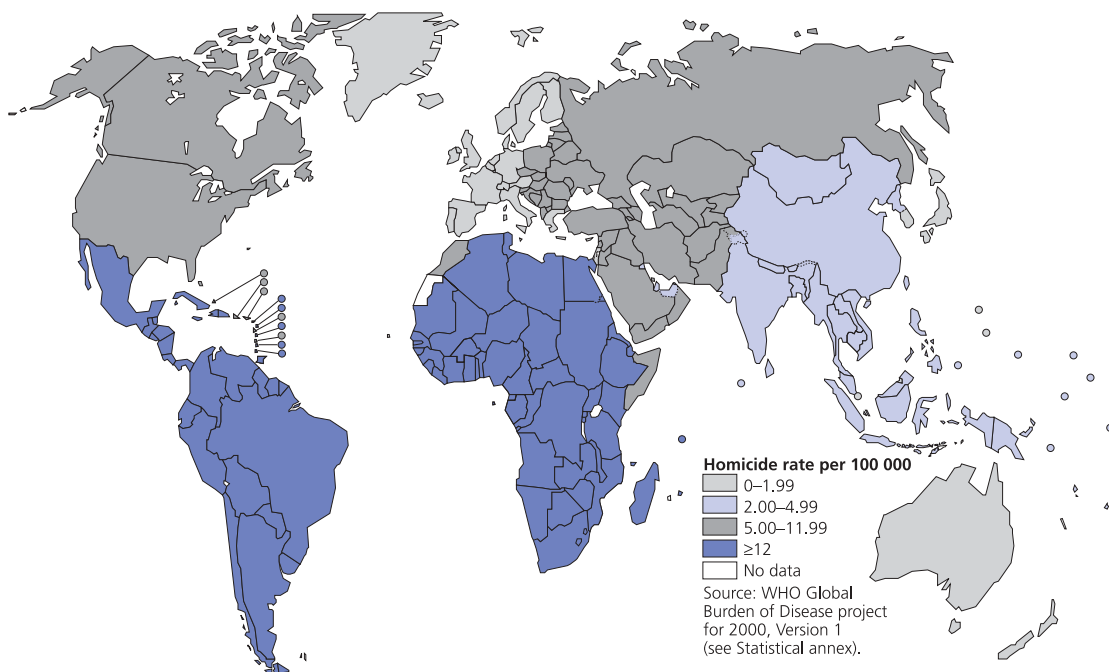 Homicide rate per 100 000
0–1.99
2.00–4.99
5.00–11.99
≥12
No data
Source: WHO Global
Burden of Disease project
for 2000, Version 1
(see Statistical annex).